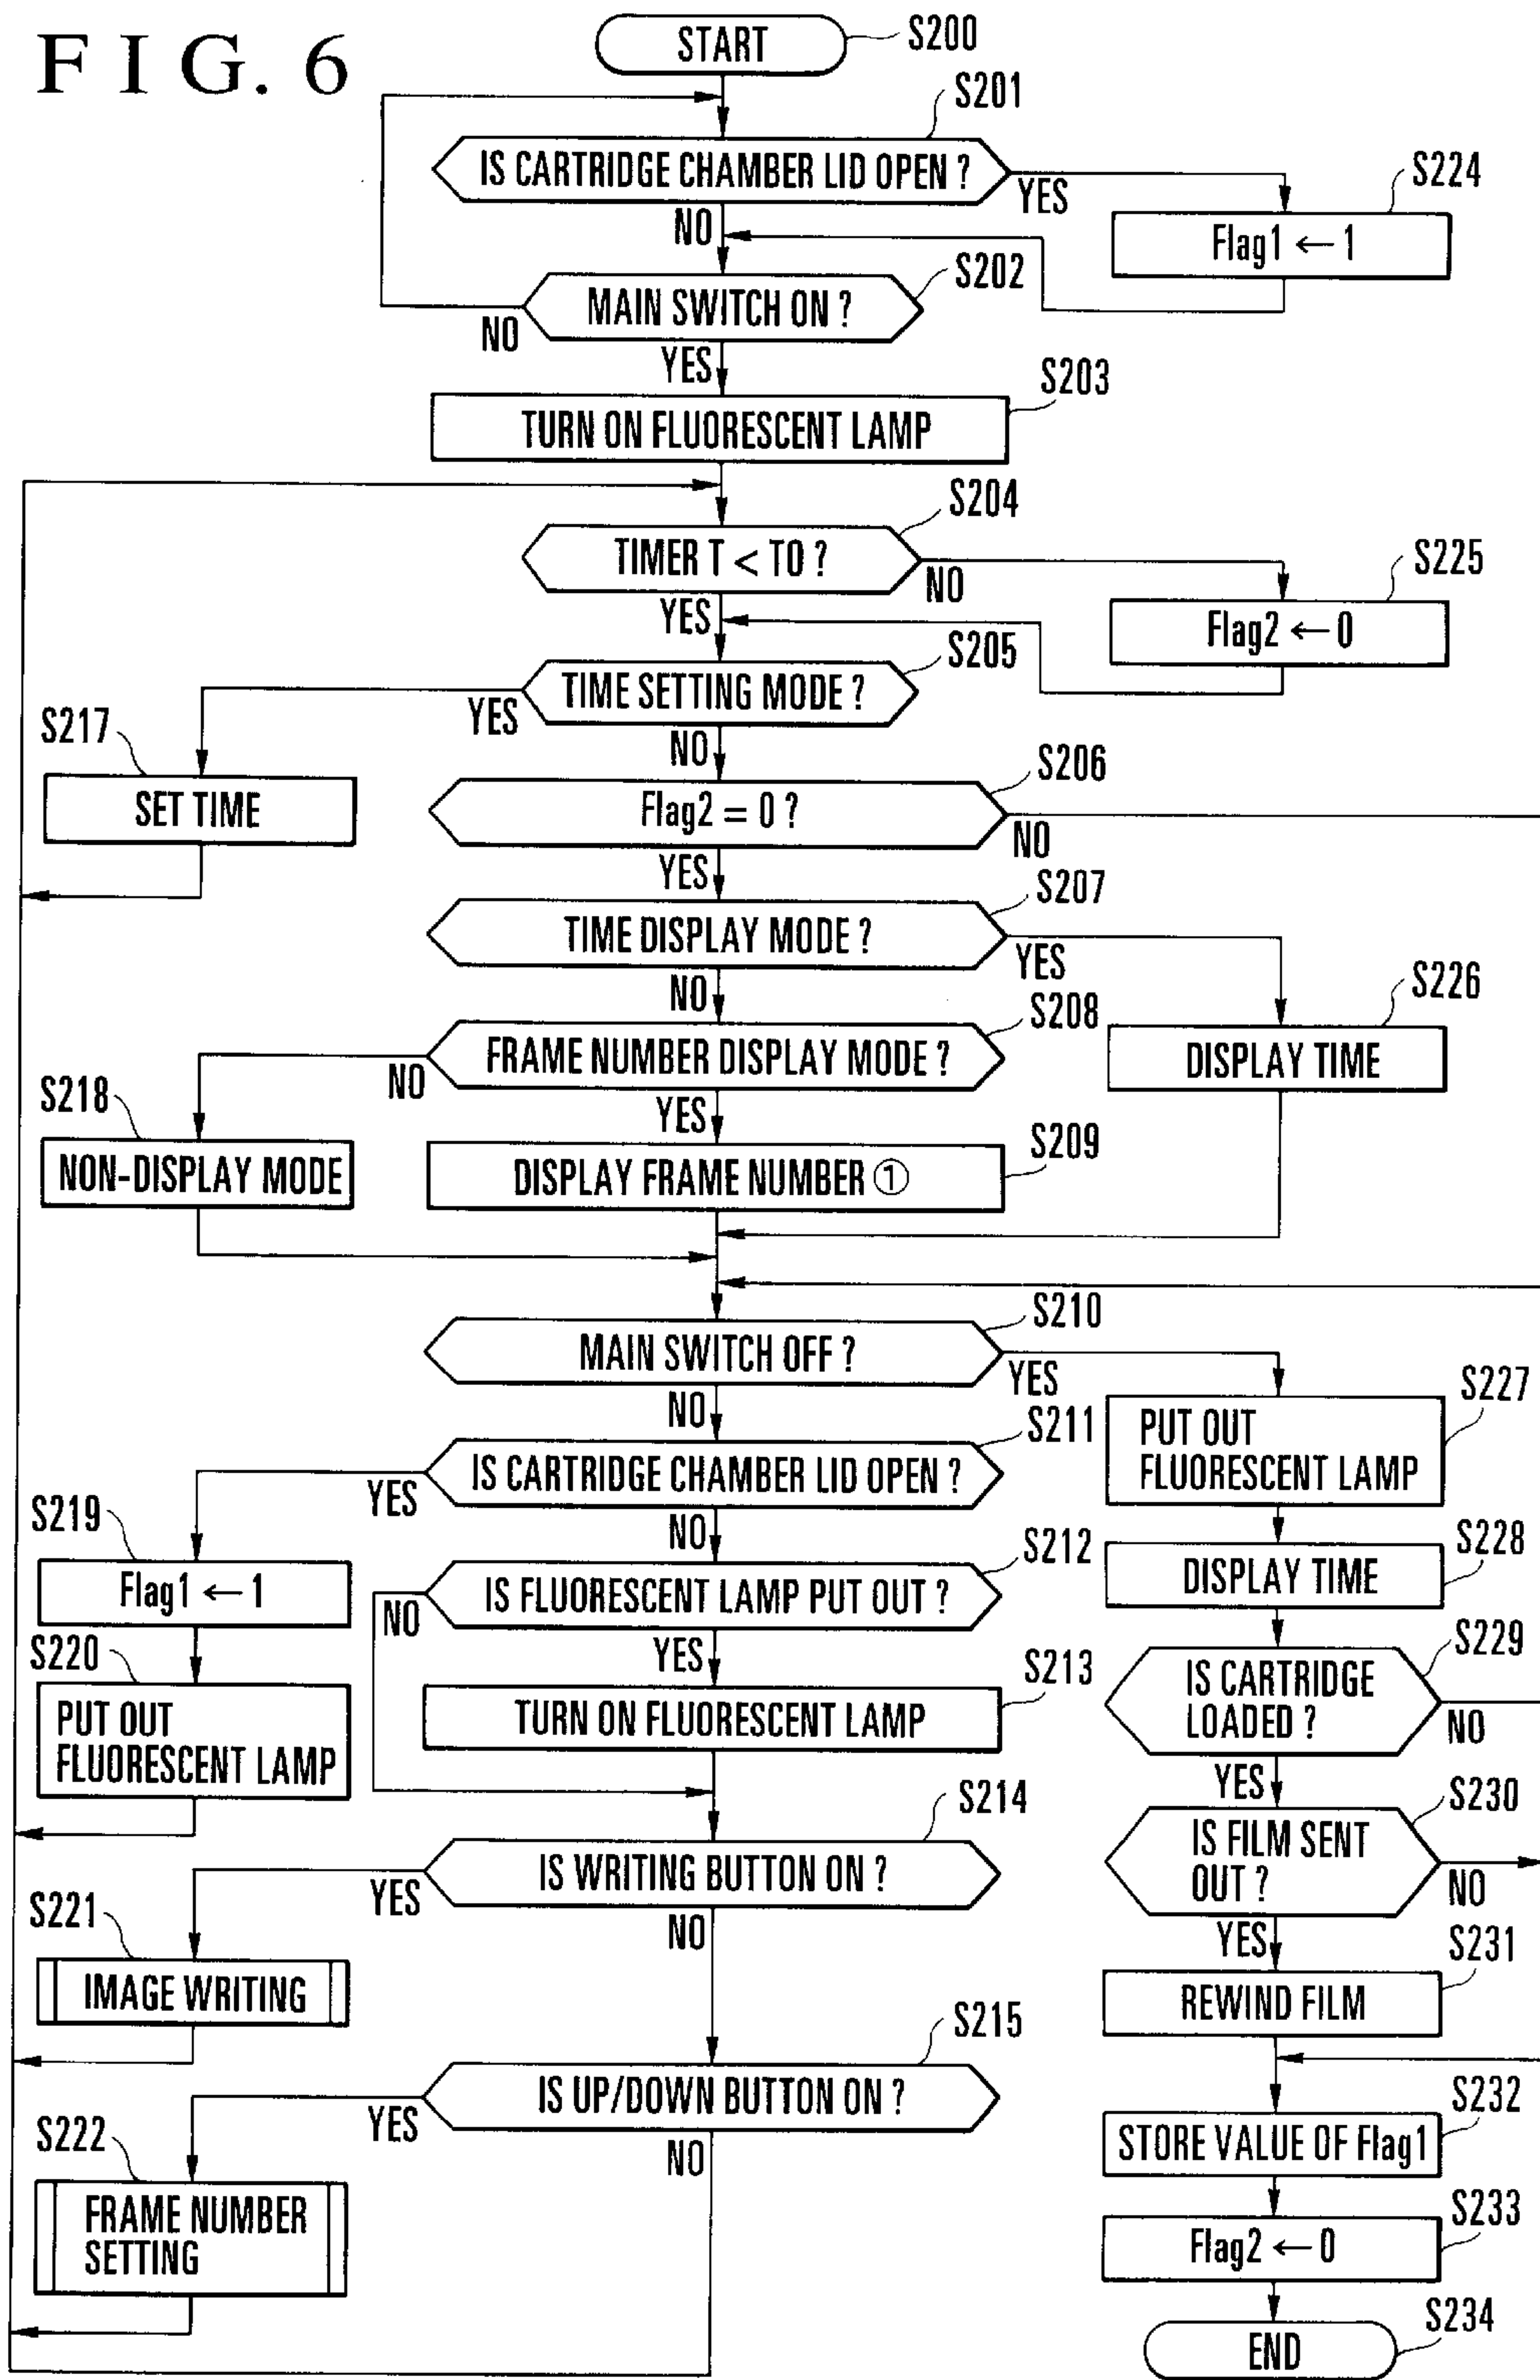 FIG. 6
START
S200
S201
IS CARTRIDGE CHAMBER LID OPEN ?
YES
NO
S224
Flag1 ← 1
S202
MAIN SWITCH ON ?
NO
YES
S203
TURN ON FLUORESCENT LAMP
S204
TIMER T < TO ?
NO
YES
S225
Flag2 ← 0
S205
TIME SETTING MODE ?
YES
NO
S217
SET TIME
S206
Flag2 = 0 ?
NO
YES
S207
TIME DISPLAY MODE ?
YES
NO
S226
DISPLAY TIME
S208
FRAME NUMBER DISPLAY MODE ?
NO
YES
S218
NON-DISPLAY MODE
S209
DISPLAY FRAME NUMBER ①
S210
MAIN SWITCH OFF ?
YES
NO
S227
PUT OUT
FLUORESCENT LAMP
S211
IS CARTRIDGE CHAMBER LID OPEN ?
YES
NO
S219
Flag1 ← 1
S228
DISPLAY TIME
S212
IS FLUORESCENT LAMP PUT OUT ?
NO
YES
S220
PUT OUT
FLUORESCENT LAMP
S213
TURN ON FLUORESCENT LAMP
S229
IS CARTRIDGE
LOADED ?
NO
YES
S214
IS WRITING BUTTON ON ?
YES
NO
S230
IS FILM SENT
OUT ?
NO
YES
S221
IMAGE WRITING
S231
REWIND FILM
S215
IS UP/DOWN BUTTON ON ?
YES
NO
S222
FRAME NUMBER
SETTING
S232
STORE VALUE OF Flag1
S233
Flag2 ← 0
S234
END